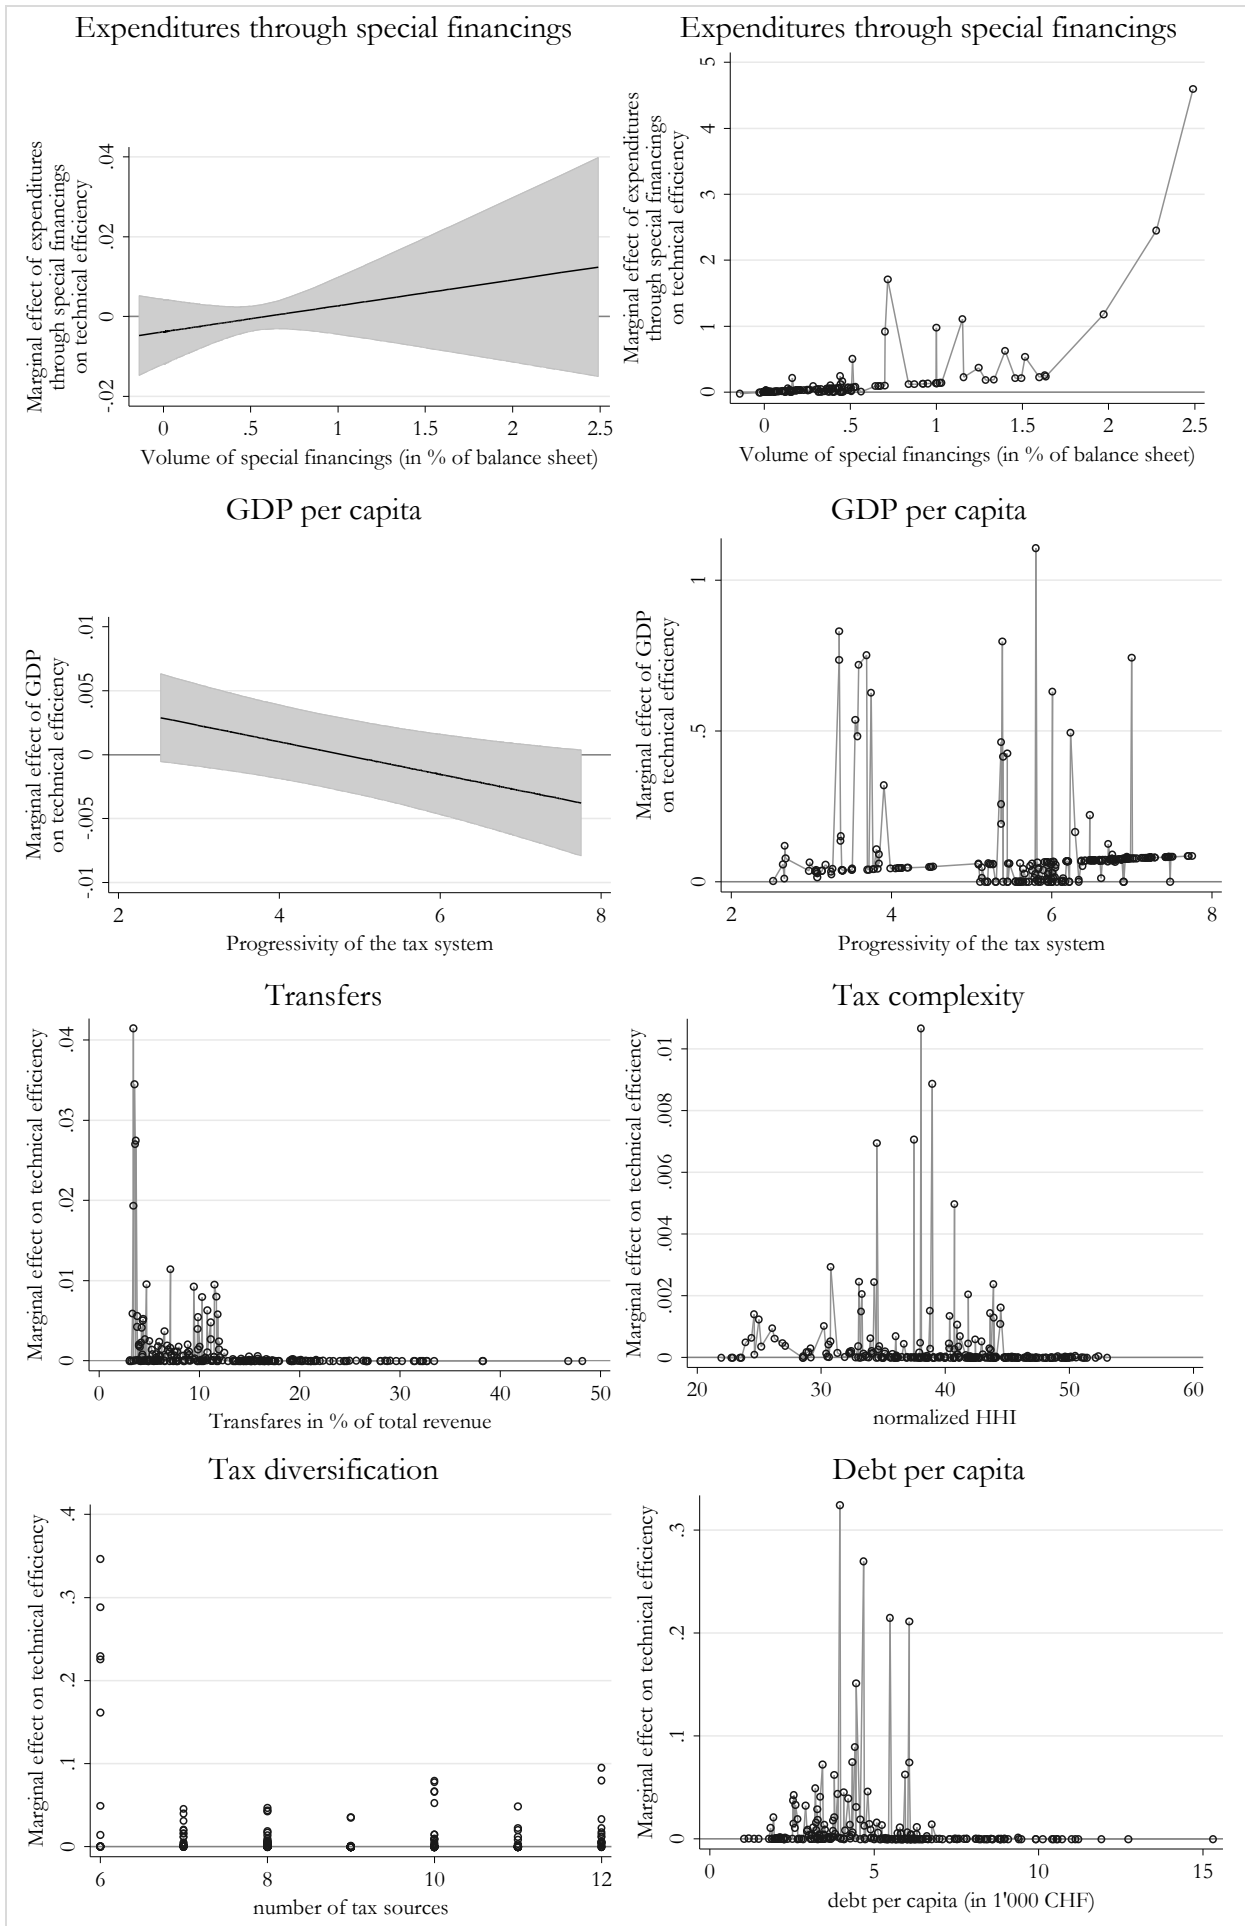 Expenditures through special financings
Marginal effect of expenditures
through special financings
on technical efficiency
.04
.02
0
-.02
0
.5
1
1.5
2
2.5
Volume of special financings (in % of balance sheet)
Expenditures through special financings
Marginal effect of expenditures
through special financings
on technical efficiency
5
4
3
2
1
0
0
.5
1
1.5
2
2.5
Volume of special financings (in % of balance sheet)
GDP per capita
Marginal effect of GDP
on technical efficiency
.01
.005
0
-.005
-.01
2
4
6
8
Progressivity of the tax system
GDP per capita
Marginal effect of GDP
on technical efficiency
1
.5
0
2
4
6
8
Progressivity of the tax system
Transfers
Marginal effect on technical efficiency
.04
.03
.02
.01
0
0
10
20
30
40
50
Transfares in % of total revenue
Tax complexity
Marginal effect on technical efficiency
.01
.008
.006
.004
.002
0
20
30
40
50
60
normalized HHI
Tax diversification
Marginal effect on technical efficiency
.4
.3
.2
.1
0
6
8
10
12
number of tax sources
Debt per capita
Marginal effect on technical efficiency
.3
.2
.1
0
0
5
10
15
debt per capita (in 1'000 CHF)